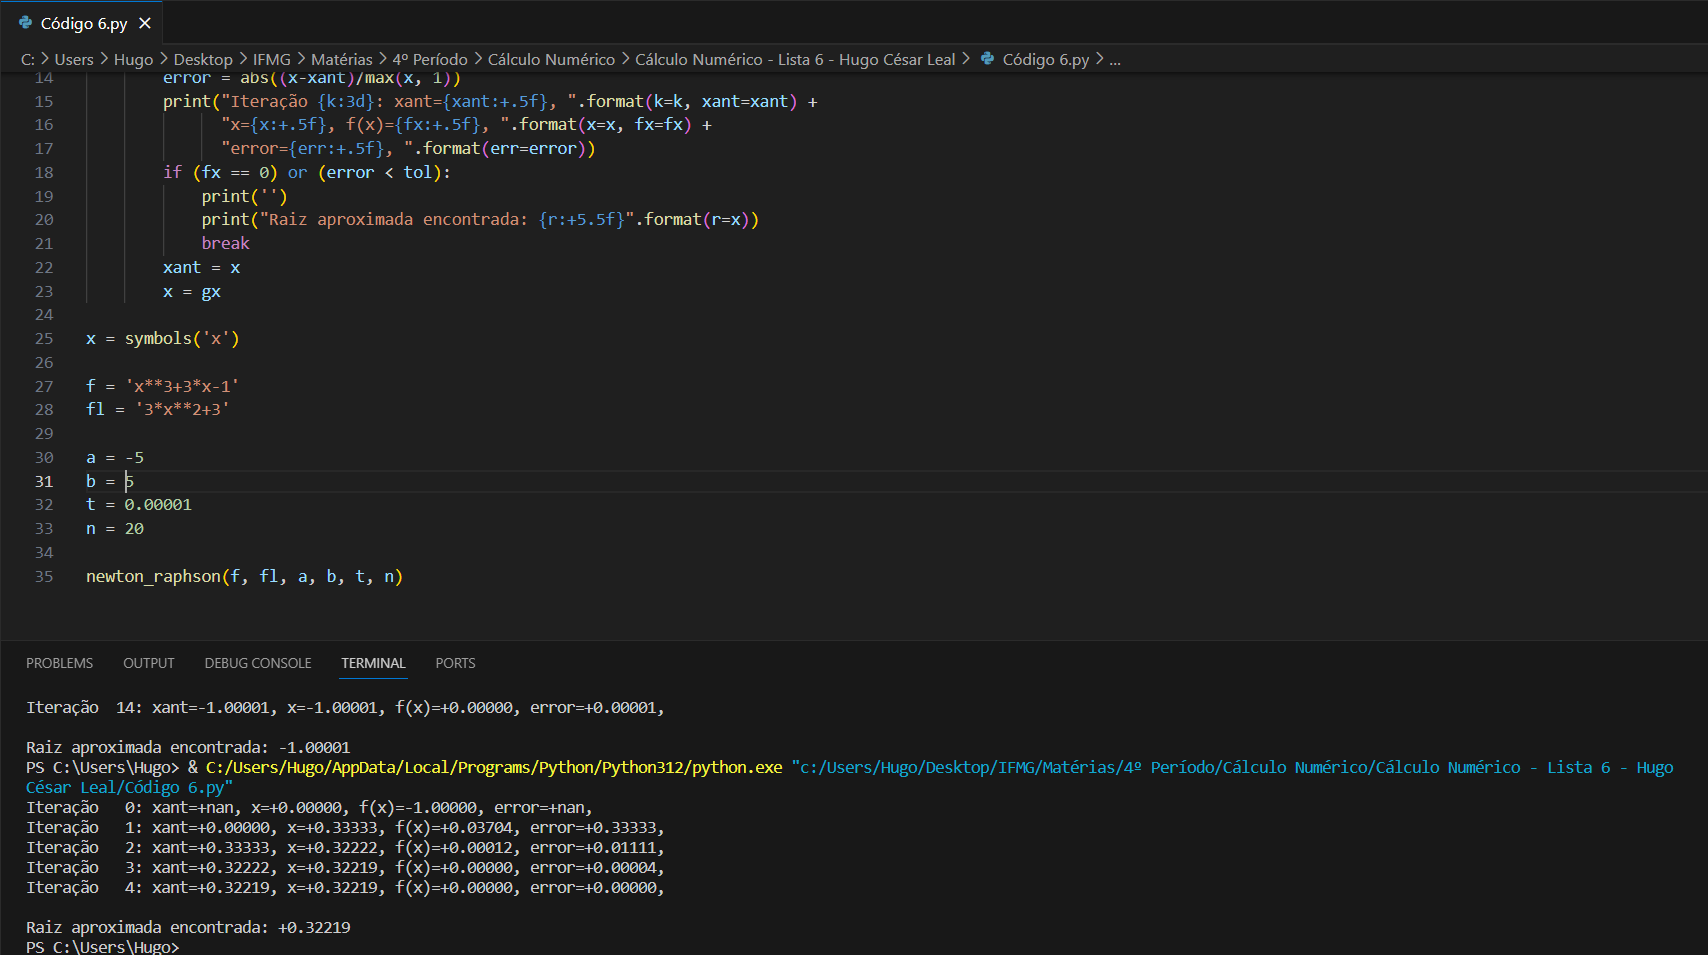 Código 6.py ×
C: > Users > Hugo > Desktop > IFMG > Matérias > 4º Período > Cálculo Numérico > Cálculo Numérico - Lista 6 - Hugo César Leal > Código 6.py > ...
14 error = abs((x-xant)/max(x, 1))
15 print("Iteração {k:3d}: xant={xant:+.5f}, ".format(k=k, xant=xant) +
16 "x={x:+.5f}, f(x)={fx:+.5f}, ".format(x=x, fx=fx) +
17 "error={err:+.5f}, ".format(err=error))
18 if (fx == 0) or (error < tol):
19 print('')
20 print("Raiz aproximada encontrada: {r:+5.5f}".format(r=x))
21 break
22 xant = x
23 x = gx
24
25 x = symbols('x')
26
27 f = 'x**3+3*x-1'
28 fl = '3*x**2+3'
29
30 a = -5
31 b = 5
32 t = 0.00001
33 n = 20
34
35 newton_raphson(f, fl, a, b, t, n)
PROBLEMS OUTPUT DEBUG CONSOLE TERMINAL PORTS
Iteração  14: xant=-1.00001, x=-1.00001, f(x)=+0.00000, error=+0.00001,
Raiz aproximada encontrada: -1.00001
PS C:\Users\Hugo> & C:/Users/Hugo/AppData/Local/Programs/Python/Python312/python.exe "c:/Users/Hugo/Desktop/IFMG/Matérias/4º Período/Cálculo Numérico/Cálculo Numérico - Lista 6 - Hugo
César Leal/Código 6.py"
Iteração   0: xant=+nan, x=+0.00000, f(x)=-1.00000, error=+nan,
Iteração   1: xant=+0.00000, x=+0.33333, f(x)=+0.03704, error=+0.33333,
Iteração   2: xant=+0.33333, x=+0.32222, f(x)=+0.00012, error=+0.01111,
Iteração   3: xant=+0.32222, x=+0.32219, f(x)=+0.00000, error=+0.00004,
Iteração   4: xant=+0.32219, x=+0.32219, f(x)=+0.00000, error=+0.00000,
Raiz aproximada encontrada: +0.32219
PS C:\Users\Hugo>